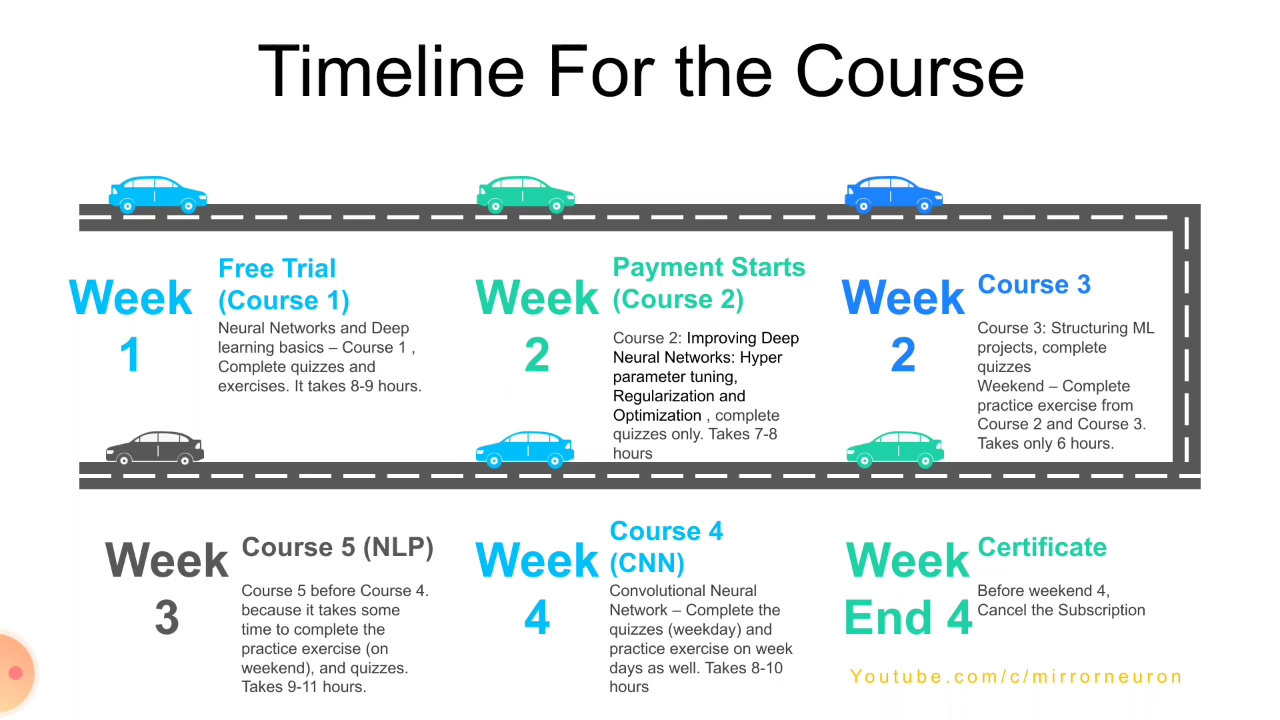 Timeline For the Course
Week
1
Free Trial
(Course 1)
Neural Networks and Deep
learning basics – Course 1 ,
Complete quizzes and
exercises. It takes 8-9 hours.
Week
2
Payment Starts
(Course 2)
Course 2: Improving Deep
Neural Networks: Hyper
parameter tuning,
Regularization and
Optimization , complete
quizzes only. Takes 7-8
hours
Week
2
Course 3
Course 3: Structuring ML
projects, complete
quizzes
Weekend – Complete
practice exercise from
Course 2 and Course 3.
Takes only 6 hours.
Week
3
Course 5 (NLP)
Course 5 before Course 4.
because it takes some
time to complete the
practice exercise (on
weekend), and quizzes.
Takes 9-11 hours.
Week
4
Course 4
(CNN)
Convolutional Neural
Network – Complete the
quizzes (weekday) and
practice exercise on week
days as well. Takes 8-10
hours
Week
End 4
Certificate
Before weekend 4,
Cancel the Subscription
Youtube.com/c/mirrorneuron